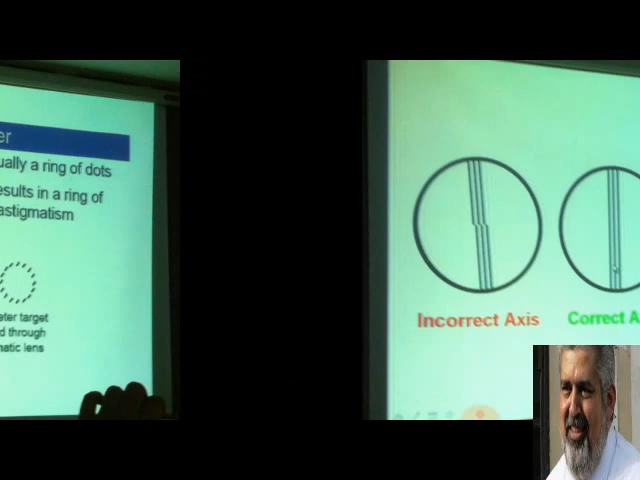 er
ually a ring of dots
esults in a ring of
astigmatism
eter target
d through
matic lens
Incorrect Axis
Correct A